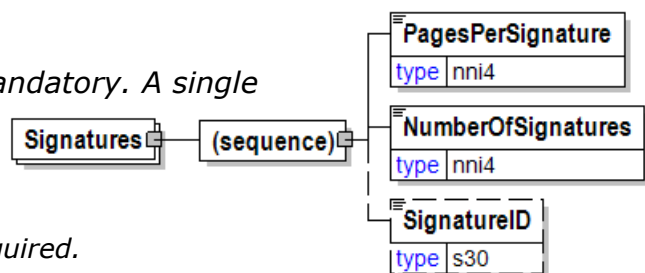 PagesPerSignature
type nni4
andatory. A single
Signatures (sequence) NumberOfSignatures
type nni4
SignatureID
uired.
type s30